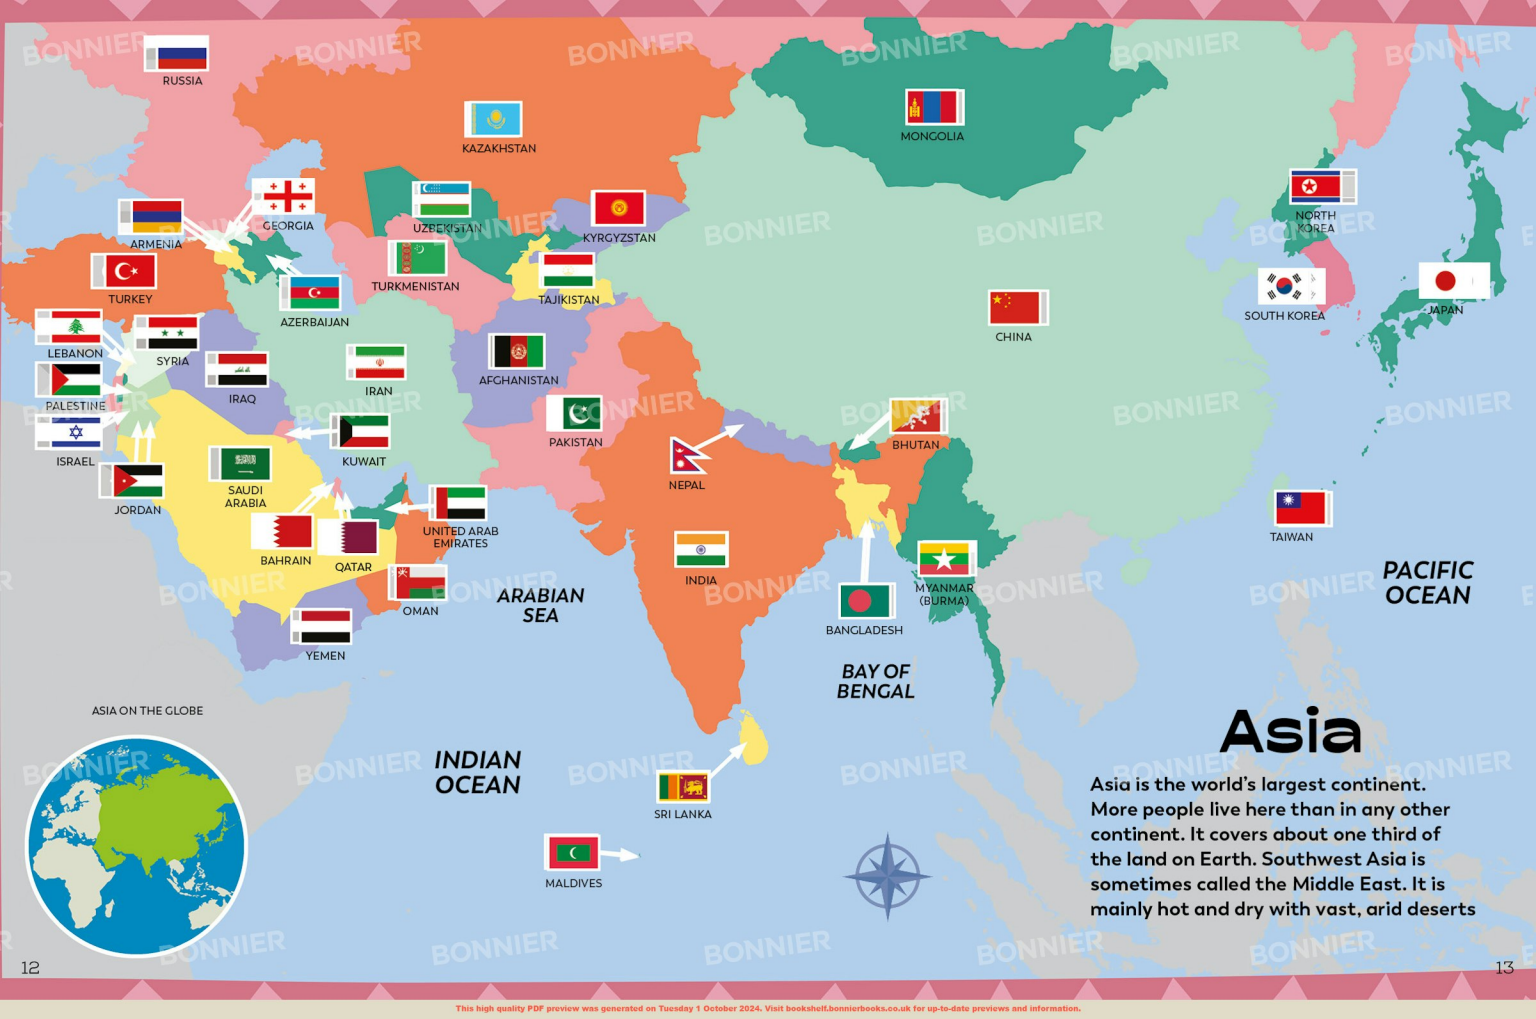 RUSSIA
KAZAKHSTAN
MONGOLIA
GEORGIA
ARMENIA
UZBEKISTAN
KYRGYZSTAN
NORTH
KOREA
TURKEY
TURKMENISTAN
TAJIKISTAN
AZERBAIJAN
CHINA
SOUTH KOREA
JAPAN
LEBANON
SYRIA
IRAQ
IRAN
AFGHANISTAN
PALESTINE
PAKISTAN
BHUTAN
ISRAEL
KUWAIT
NEPAL
JORDAN
SAUDI
ARABIA
UNITED ARAB
EMIRATES
BAHRAIN
QATAR
TAIWAN
INDIA
OMAN
MYANMAR
(BURMA)
BANGLADESH
YEMEN
ARABIAN
SEA
PACIFIC
OCEAN
BAY OF
BENGAL
ASIA ON THE GLOBE
INDIAN
OCEAN
SRI LANKA
MALDIVES
Asia
Asia is the world's largest continent.
More people live here than in any other
continent. It covers about one third of
the land on Earth. Southwest Asia is
sometimes called the Middle East. It is
mainly hot and dry with vast, arid deserts
12
13
BONNIER
This high quality PDF preview was generated on Tuesday 1 October 2024. Visit bookshelf.bonnierbooks.co.uk for up-to-date previews and information.